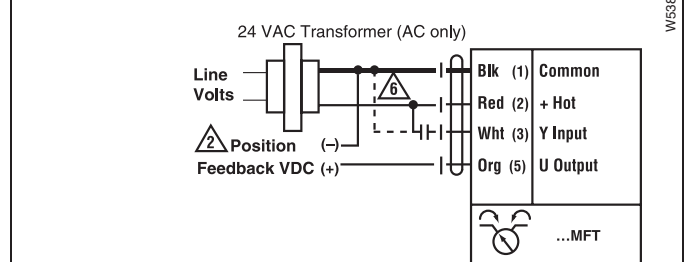 W538
24 VAC Transformer (AC only)
Line
Volts
6
Blk (1) Common
Red (2) + Hot
Wht (3) Y Input
2 Position (–)
Feedback VDC (+)
Org (5) U Output
...MFT